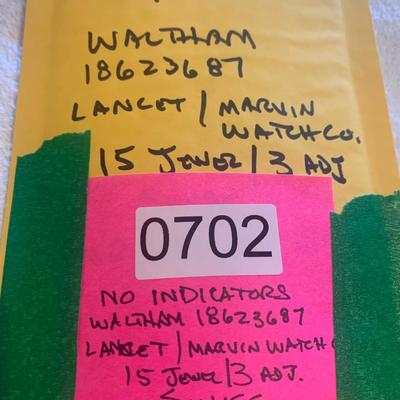 WALTHAM
18623687
LANCET / MARVIN
WATCH CO.
15 JEWEL / 3 ADJ
0702
NO INDICATORS
WALTHAM 18623687
LANCET / MARVIN WATCH
15 JEWEL / 3 ADJ.